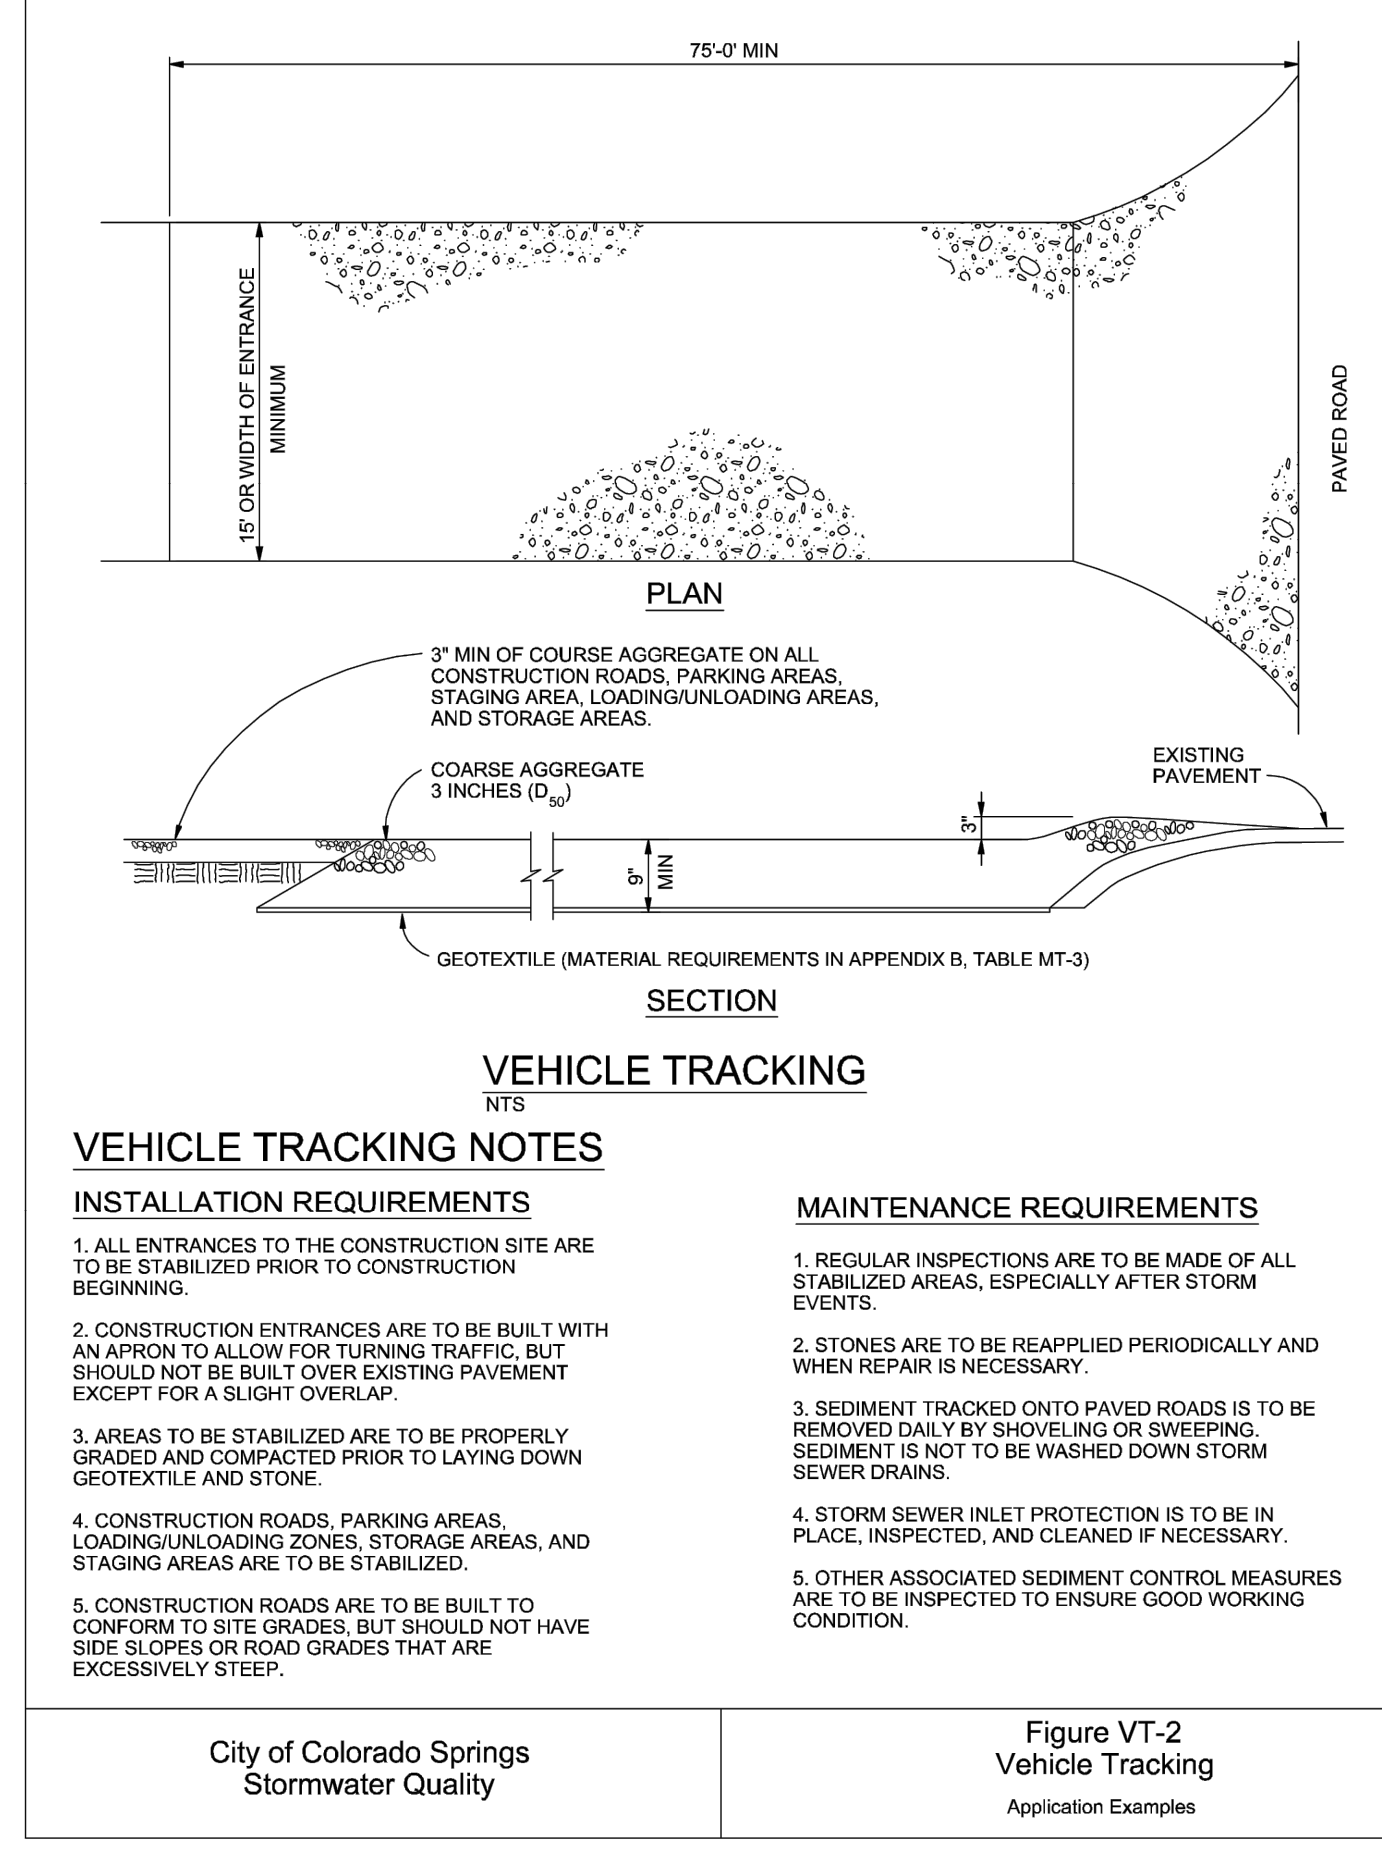 75'-0' MIN
15' OR WIDTH OF ENTRANCE
MINIMUM
PAVED ROAD
PLAN
3" MIN OF COURSE AGGREGATE ON ALL
CONSTRUCTION ROADS, PARKING AREAS,
STAGING AREA, LOADING/UNLOADING AREAS,
AND STORAGE AREAS.
COARSE AGGREGATE
3 INCHES (D50)
EXISTING
PAVEMENT
3"
9"
MIN
GEOTEXTILE (MATERIAL REQUIREMENTS IN APPENDIX B, TABLE MT-3)
SECTION
VEHICLE TRACKING
NTS
VEHICLE TRACKING NOTES
INSTALLATION REQUIREMENTS
1. ALL ENTRANCES TO THE CONSTRUCTION SITE ARE
TO BE STABILIZED PRIOR TO CONSTRUCTION
BEGINNING.
2. CONSTRUCTION ENTRANCES ARE TO BE BUILT WITH
AN APRON TO ALLOW FOR TURNING TRAFFIC, BUT
SHOULD NOT BE BUILT OVER EXISTING PAVEMENT
EXCEPT FOR A SLIGHT OVERLAP.
3. AREAS TO BE STABILIZED ARE TO BE PROPERLY
GRADED AND COMPACTED PRIOR TO LAYING DOWN
GEOTEXTILE AND STONE.
4. CONSTRUCTION ROADS, PARKING AREAS,
LOADING/UNLOADING ZONES, STORAGE AREAS, AND
STAGING AREAS ARE TO BE STABILIZED.
5. CONSTRUCTION ROADS ARE TO BE BUILT TO
CONFORM TO SITE GRADES, BUT SHOULD NOT HAVE
SIDE SLOPES OR ROAD GRADES THAT ARE
EXCESSIVELY STEEP.
MAINTENANCE REQUIREMENTS
1. REGULAR INSPECTIONS ARE TO BE MADE OF ALL
STABILIZED AREAS, ESPECIALLY AFTER STORM
EVENTS.
2. STONES ARE TO BE REAPPLIED PERIODICALLY AND
WHEN REPAIR IS NECESSARY.
3. SEDIMENT TRACKED ONTO PAVED ROADS IS TO BE
REMOVED DAILY BY SHOVELING OR SWEEPING.
SEDIMENT IS NOT TO BE WASHED DOWN STORM
SEWER DRAINS.
4. STORM SEWER INLET PROTECTION IS TO BE IN
PLACE, INSPECTED, AND CLEANED IF NECESSARY.
5. OTHER ASSOCIATED SEDIMENT CONTROL MEASURES
ARE TO BE INSPECTED TO ENSURE GOOD WORKING
CONDITION.
City of Colorado Springs
Stormwater Quality
Figure VT-2
Vehicle Tracking
Application Examples